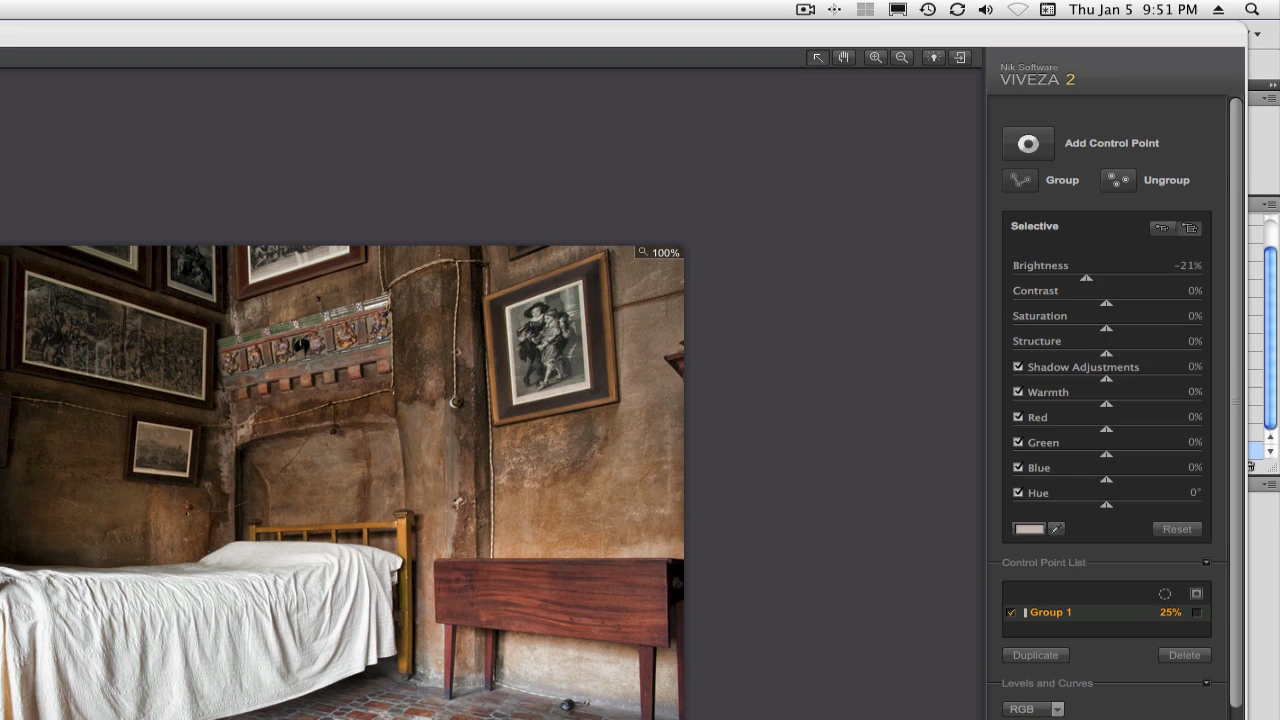 Thu Jan 5 9:51 PM
Nik Software
VIVEZA 2
Add Control Point
Group Ungroup
Selective
100%
Brightness -21%
Contrast 0%
Saturation 0%
Structure 0%
Shadow Adjustments 0%
Warmth 0%
Red 0%
Green 0%
Blue 0%
Hue 0°
Reset
Control Point List
Group 1 25%
Duplicate Delete
Levels and Curves
RGB